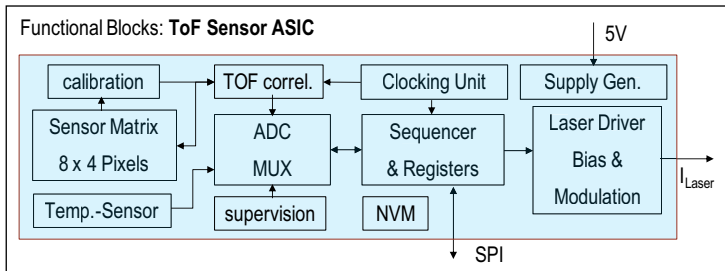 Functional Blocks: ToF Sensor ASIC
5V
calibration
TOF correl.
Clocking Unit
Supply Gen.
Sensor Matrix
8 x 4 Pixels
ADC
MUX
Sequencer
& Registers
Laser Driver
Bias &
Modulation
I Laser
Temp.-Sensor
supervision
NVM
SPI